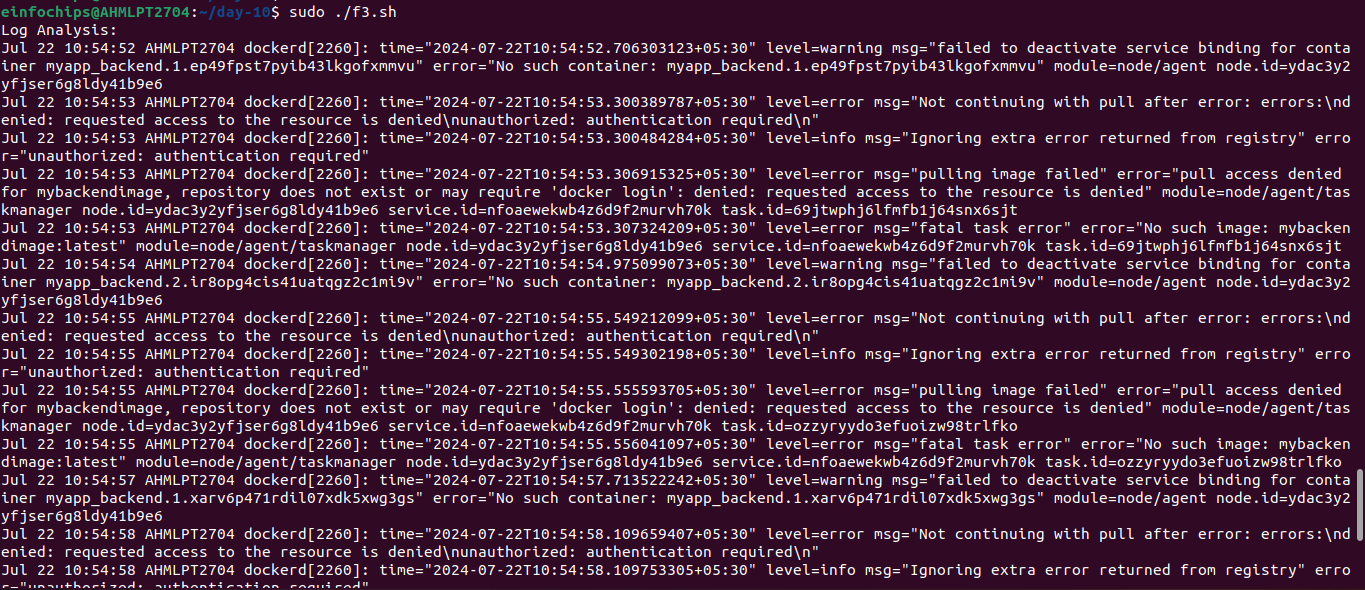 einfochips@AHMLPT2704:~/day-10$ sudo ./f3.sh
Log Analysis:
Jul 22 10:54:52 AHMLPT2704 dockerd[2260]: time="2024-07-22T10:54:52.706303123+05:30" level=warning msg="failed to deactivate service binding for conta
iner myapp_backend.1.ep49fpst7pyib43lkgofxmmvu" error="No such container: myapp_backend.1.ep49fpst7pyib43lkgofxmmvu" module=node/agent node.id=ydac3y2
yfjser6g8ldy41b9e6
Jul 22 10:54:53 AHMLPT2704 dockerd[2260]: time="2024-07-22T10:54:53.300389787+05:30" level=error msg="Not continuing with pull after error: errors:\nd
enied: requested access to the resource is denied\nunauthorized: authentication required\n"
Jul 22 10:54:53 AHMLPT2704 dockerd[2260]: time="2024-07-22T10:54:53.300484284+05:30" level=info msg="Ignoring extra error returned from registry" erro
r="unauthorized: authentication required"
Jul 22 10:54:53 AHMLPT2704 dockerd[2260]: time="2024-07-22T10:54:53.306915325+05:30" level=error msg="pulling image failed" error="pull access denied
for mybackendimage, repository does not exist or may require 'docker login': denied: requested access to the resource is denied" module=node/agent/tas
kmanager node.id=ydac3y2yfjser6g8ldy41b9e6 service.id=nfoaewekwb4z6d9f2murvh70k task.id=69jtwphj6lfmfb1j64snx6sjt
Jul 22 10:54:53 AHMLPT2704 dockerd[2260]: time="2024-07-22T10:54:53.307324209+05:30" level=error msg="fatal task error" error="No such image: mybacken
dimage:latest" module=node/agent/taskmanager node.id=ydac3y2yfjser6g8ldy41b9e6 service.id=nfoaewekwb4z6d9f2murvh70k task.id=69jtwphj6lfmfb1j64snx6sjt
Jul 22 10:54:54 AHMLPT2704 dockerd[2260]: time="2024-07-22T10:54:54.975099073+05:30" level=warning msg="failed to deactivate service binding for conta
iner myapp_backend.2.ir8opg4cis41uatqgz2c1mi9v" error="No such container: myapp_backend.2.ir8opg4cis41uatqgz2c1mi9v" module=node/agent node.id=ydac3y2
yfjser6g8ldy41b9e6
Jul 22 10:54:55 AHMLPT2704 dockerd[2260]: time="2024-07-22T10:54:55.549212099+05:30" level=error msg="Not continuing with pull after error: errors:\nd
enied: requested access to the resource is denied\nunauthorized: authentication required\n"
Jul 22 10:54:55 AHMLPT2704 dockerd[2260]: time="2024-07-22T10:54:55.549302198+05:30" level=info msg="Ignoring extra error returned from registry" erro
r="unauthorized: authentication required"
Jul 22 10:54:55 AHMLPT2704 dockerd[2260]: time="2024-07-22T10:54:55.555593705+05:30" level=error msg="pulling image failed" error="pull access denied
for mybackendimage, repository does not exist or may require 'docker login': denied: requested access to the resource is denied" module=node/agent/tas
kmanager node.id=ydac3y2yfjser6g8ldy41b9e6 service.id=nfoaewekwb4z6d9f2murvh70k task.id=ozzyryydo3efuoizw98trlfko
Jul 22 10:54:55 AHMLPT2704 dockerd[2260]: time="2024-07-22T10:54:55.556041097+05:30" level=error msg="fatal task error" error="No such image: mybacken
dimage:latest" module=node/agent/taskmanager node.id=ydac3y2yfjser6g8ldy41b9e6 service.id=nfoaewekwb4z6d9f2murvh70k task.id=ozzyryydo3efuoizw98trlfko
Jul 22 10:54:57 AHMLPT2704 dockerd[2260]: time="2024-07-22T10:54:57.713522242+05:30" level=warning msg="failed to deactivate service binding for conta
iner myapp_backend.1.xarv6p471rdil07xdk5xwg3gs" error="No such container: myapp_backend.1.xarv6p471rdil07xdk5xwg3gs" module=node/agent node.id=ydac3y2
yfjser6g8ldy41b9e6
Jul 22 10:54:58 AHMLPT2704 dockerd[2260]: time="2024-07-22T10:54:58.109659407+05:30" level=error msg="Not continuing with pull after error: errors:\nd
enied: requested access to the resource is denied\nunauthorized: authentication required\n"
Jul 22 10:54:58 AHMLPT2704 dockerd[2260]: time="2024-07-22T10:54:58.109753305+05:30" level=info msg="Ignoring extra error returned from registry" erro
r="unauthorized: authentication required"